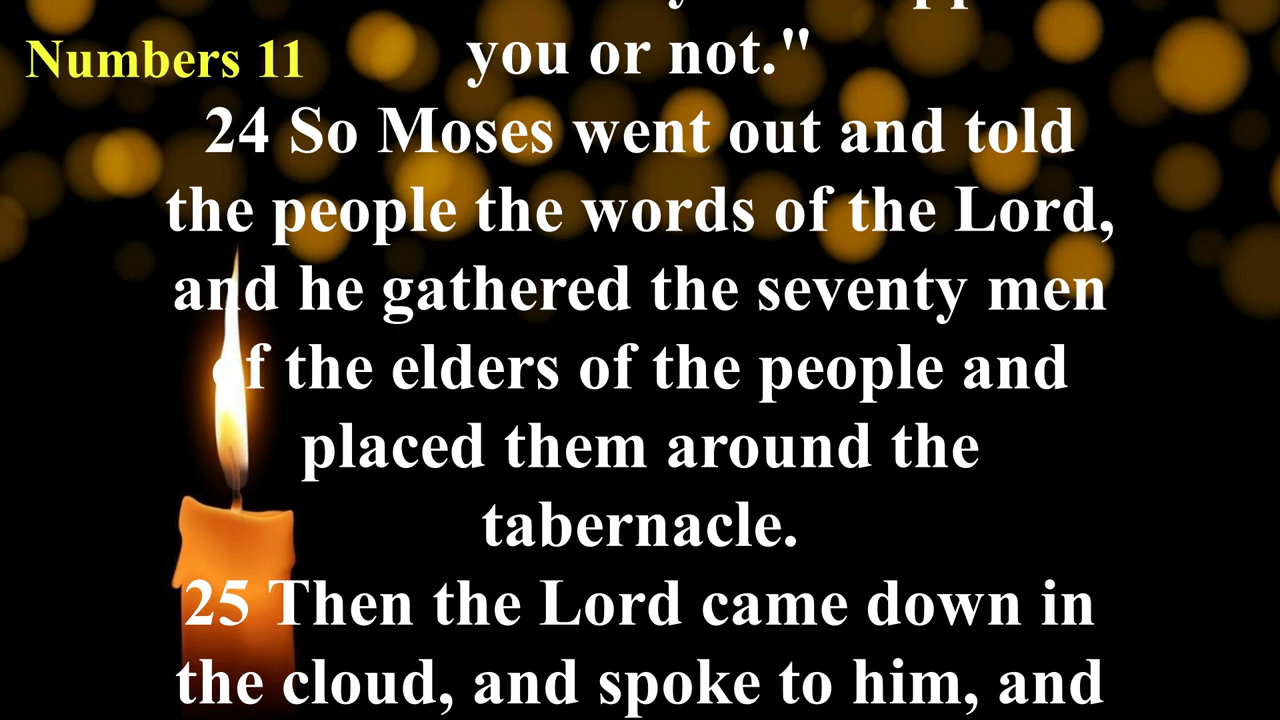 Numbers 11
you or not."
24 So Moses went out and told
the people the words of the Lord,
and he gathered the seventy men
of the elders of the people and
placed them around the
tabernacle.
25 Then the Lord came down in
the cloud, and spoke to him, and